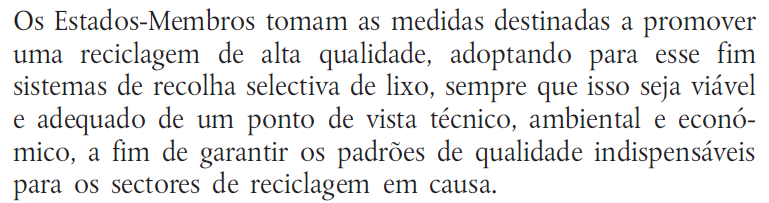 Os Estados-Membros tomam as medidas destinadas a promover
uma reciclagem de alta qualidade, adoptando para esse fim
sistemas de recolha selectiva de lixo, sempre que isso seja viável
e adequado de um ponto de vista técnico, ambiental e econó-
mico, a fim de garantir os padrões de qualidade indispensáveis
para os sectores de reciclagem em causa.